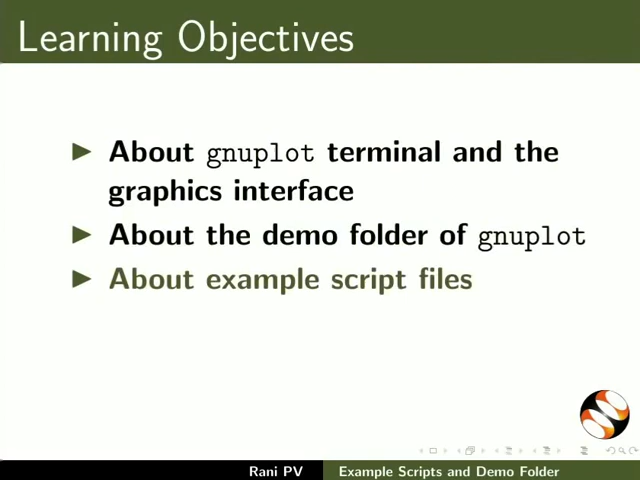 Learning Objectives
About gnuplot terminal and the
graphics interface
About the demo folder of gnuplot
About example script files
Rani PV Example Scripts and Demo Folder